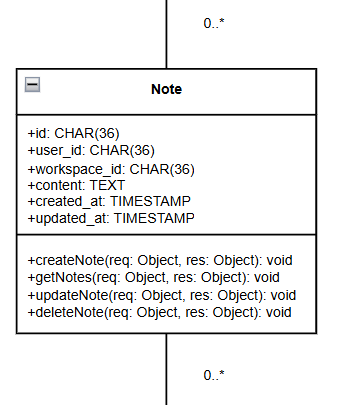 0..*
Note
+id: CHAR(36)
+user_id: CHAR(36)
+workspace_id: CHAR(36)
+content: TEXT
+created_at: TIMESTAMP
+updated_at: TIMESTAMP
+createNote(req: Object, res: Object): void
+getNotes(req: Object, res: Object): void
+updateNote(req: Object, res: Object): void
+deleteNote(req: Object, res: Object): void
0..*